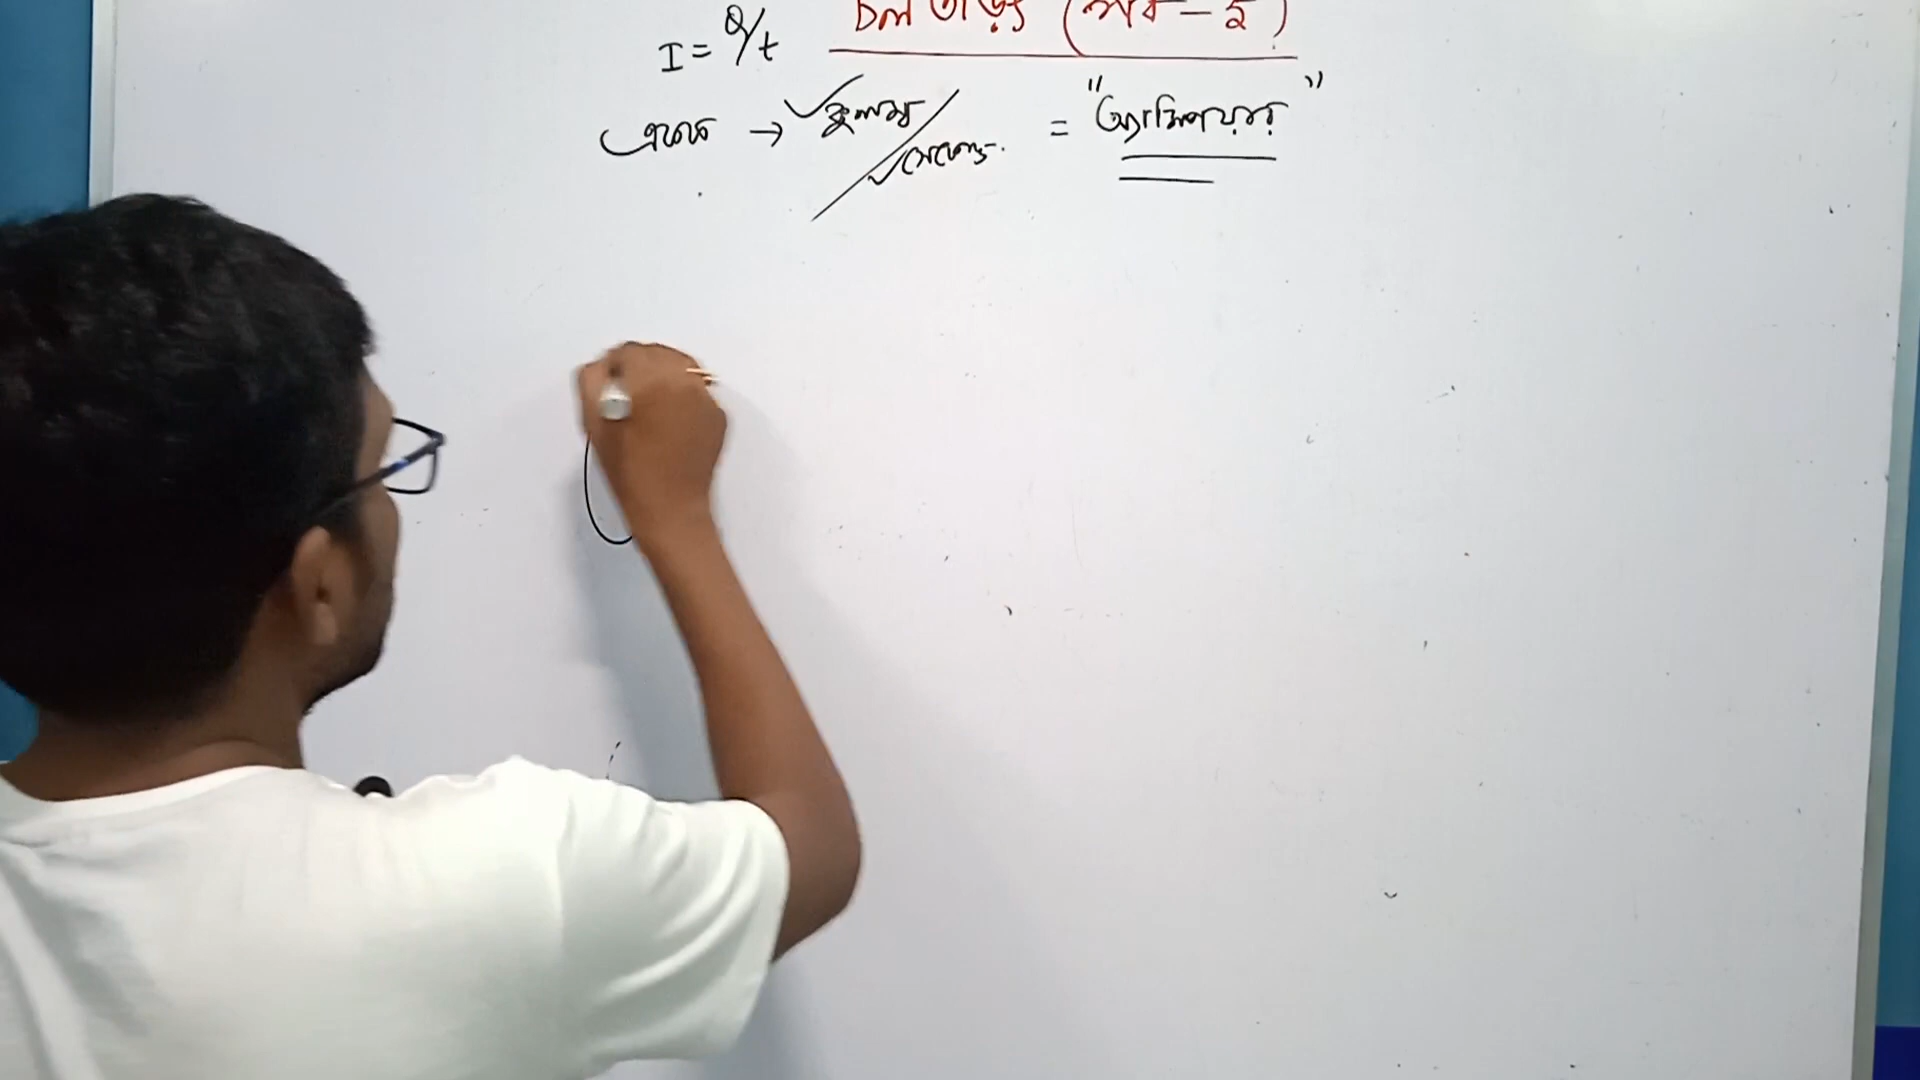 চল তড়িৎ (পর্ব – ২)
I = Q/t
একক → কুলম্ব / সেকেন্ড. = "অ্যাম্পিয়ার"